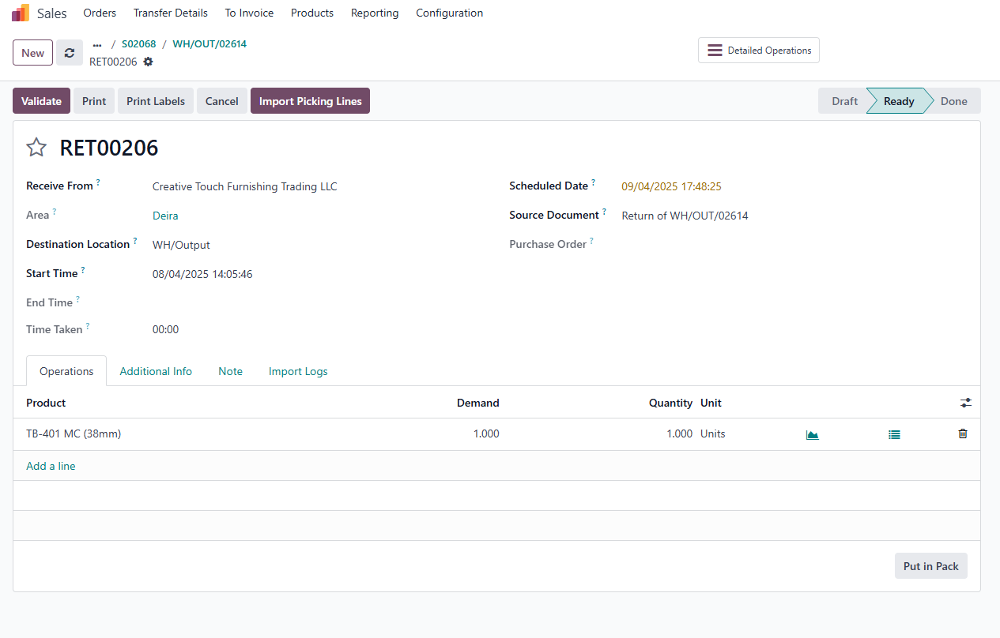 Sales Orders Transfer Details To Invoice Products Reporting Configuration
New ... / S02068 / WH/OUT/02614
RET00206
Detailed Operations
Validate Print Print Labels Cancel Import Picking Lines
Draft Ready Done
RET00206
Receive From ? Creative Touch Furnishing Trading LLC
Scheduled Date ? 09/04/2025 17:48:25
Area ? Deira
Source Document ? Return of WH/OUT/02614
Destination Location ? WH/Output
Purchase Order ?
Start Time ? 08/04/2025 14:05:46
End Time ?
Time Taken ? 00:00
Operations Additional Info Note Import Logs
Product Demand Quantity Unit
TB-401 MC (38mm) 1.000 1.000 Units
Add a line
Put in Pack